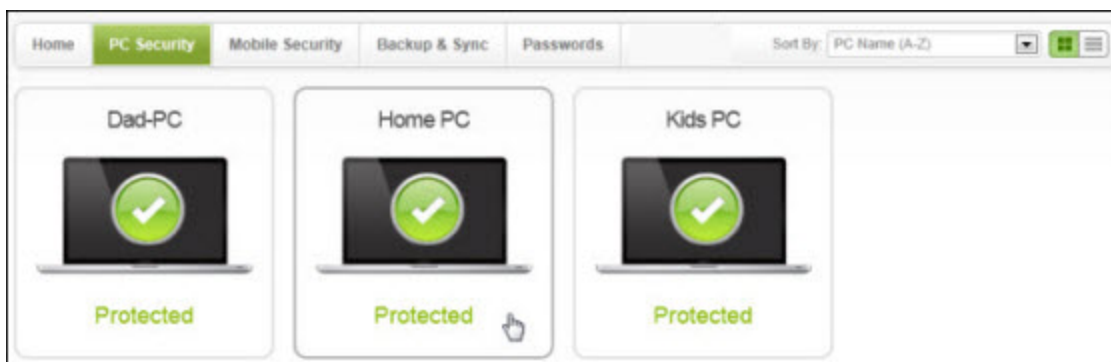 Home PC Security Mobile Security Backup & Sync Passwords Sort By: PC Name (A-Z)
Dad-PC Home PC Kids PC
Protected Protected Protected